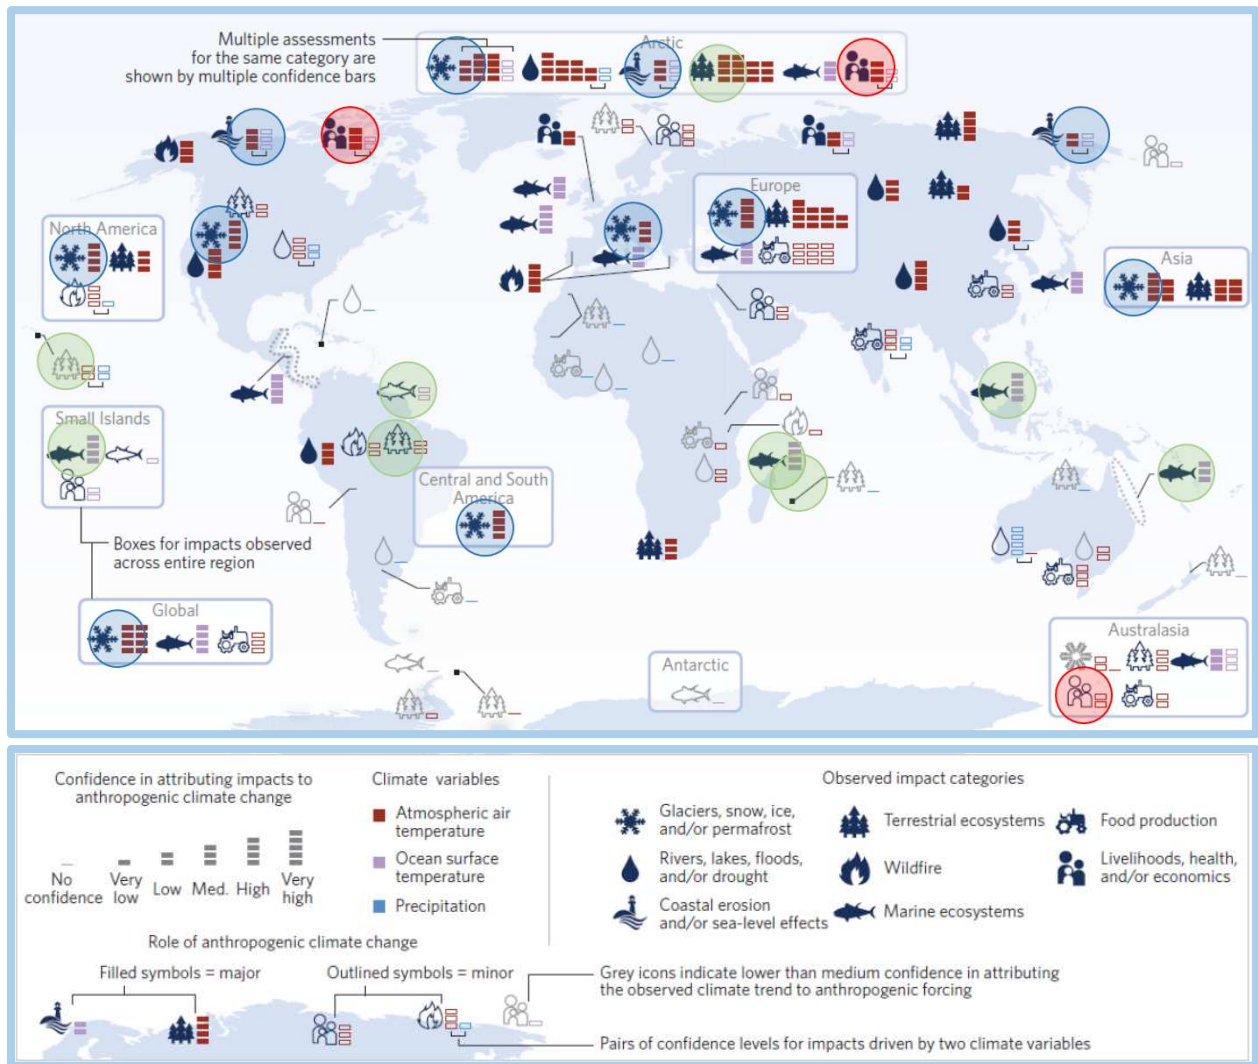 Multiple assessments
for the same category are
shown by multiple confidence bars
Arctic
North America
Europe
Asia
Small Islands
Central and South
America
Boxes for impacts observed
across entire region
Global
Antarctic
Australasia
Confidence in attributing impacts to
anthropogenic climate change
No
confidence
Very
low
Low
Med.
High
Very
high
Climate variables
Atmospheric air
temperature
Ocean surface
temperature
Precipitation
Observed impact categories
Glaciers, snow, ice,
and/or permafrost
Terrestrial ecosystems
Food production
Rivers, lakes, floods,
and/or drought
Wildfire
Livelihoods, health,
and/or economics
Coastal erosion
and/or sea-level effects
Marine ecosystems
Role of anthropogenic climate change
Filled symbols = major
Outlined symbols = minor
Grey icons indicate lower than medium confidence in attributing
the observed climate trend to anthropogenic forcing
Pairs of confidence levels for impacts driven by two climate variables